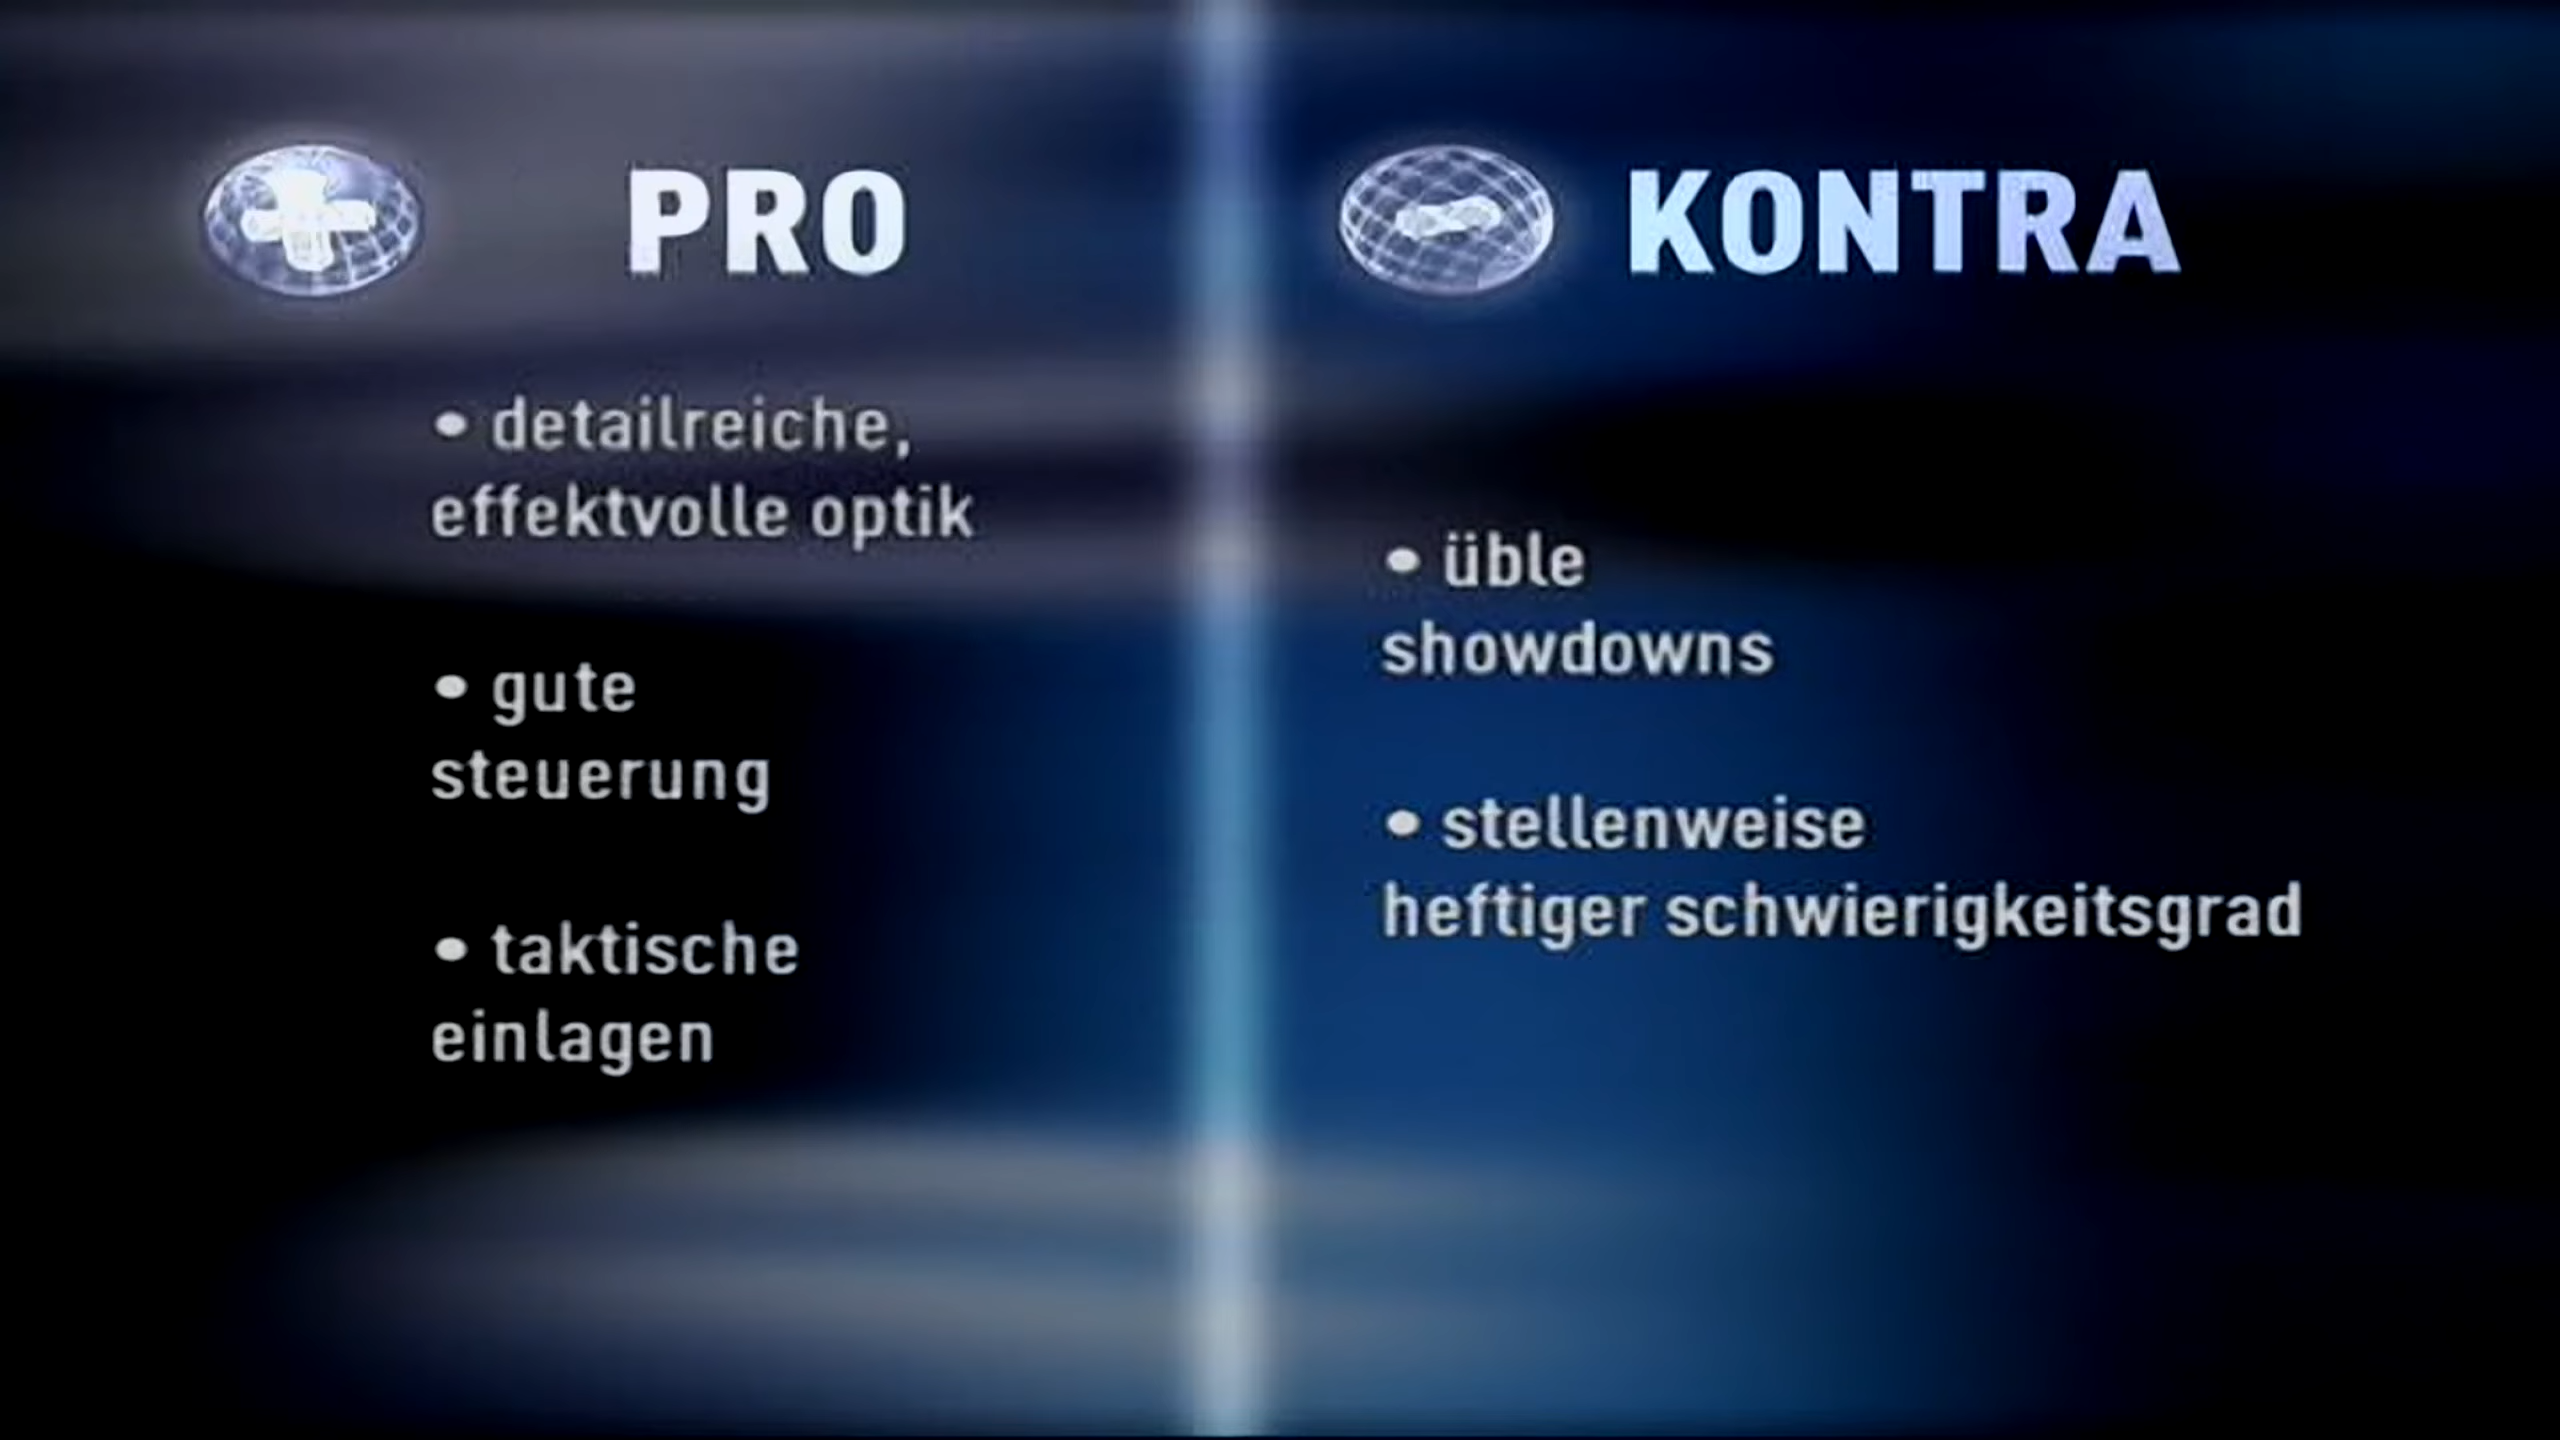 PRO
• detailreiche,
effektvolle optik
• gute
steuerung
• taktische
einlagen
KONTRA
• üble
showdowns
• stellenweise
heftiger schwierigkeitsgrad